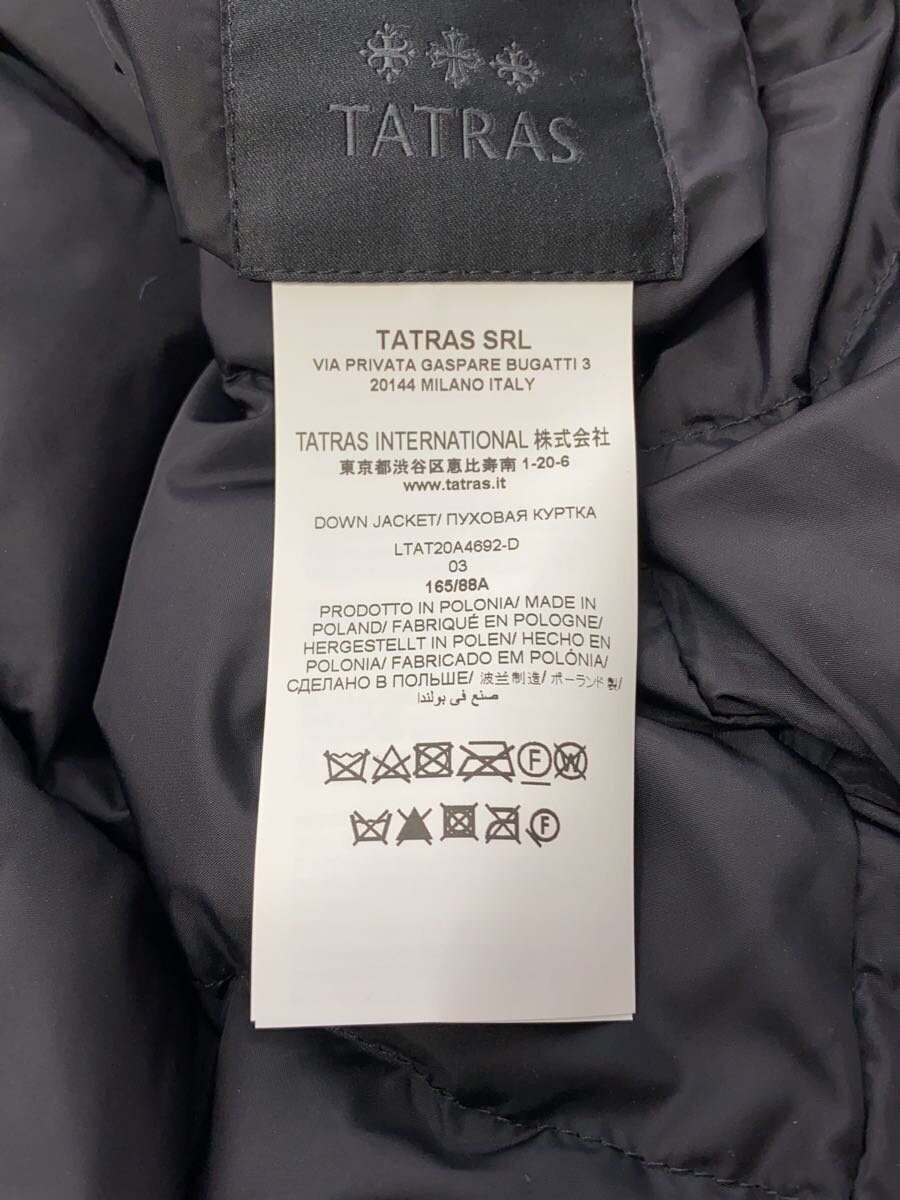 TATRAS
TATRAS SRL
VIA PRIVATA GASPARE BUGATTI 3
20144 MILANO ITALY
TATRAS INTERNATIONAL 株式会社
東京都渋谷区恵比寿南 1-20-6
www.tatras.it
DOWN JACKET/ ПУХОВАЯ КУРТКА
LTAT20A4692-D
03
165/88A
PRODOTTO IN POLONIA/ MADE IN
POLAND/ FABRIQUÉ EN POLOGNE/
HERGESTELLT IN POLEN/ HECHO EN
POLONIA/ FABRICADO EM POLÓNIA/
СДЕЛАНО В ПОЛЬШЕ/ 波兰制造/ ポーランド製/
صنع في بولندا
F W
F